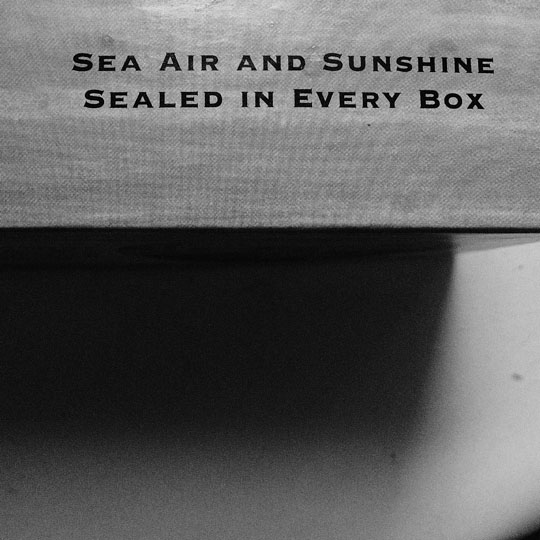 Sea Air and Sunshine
Sealed in Every Box